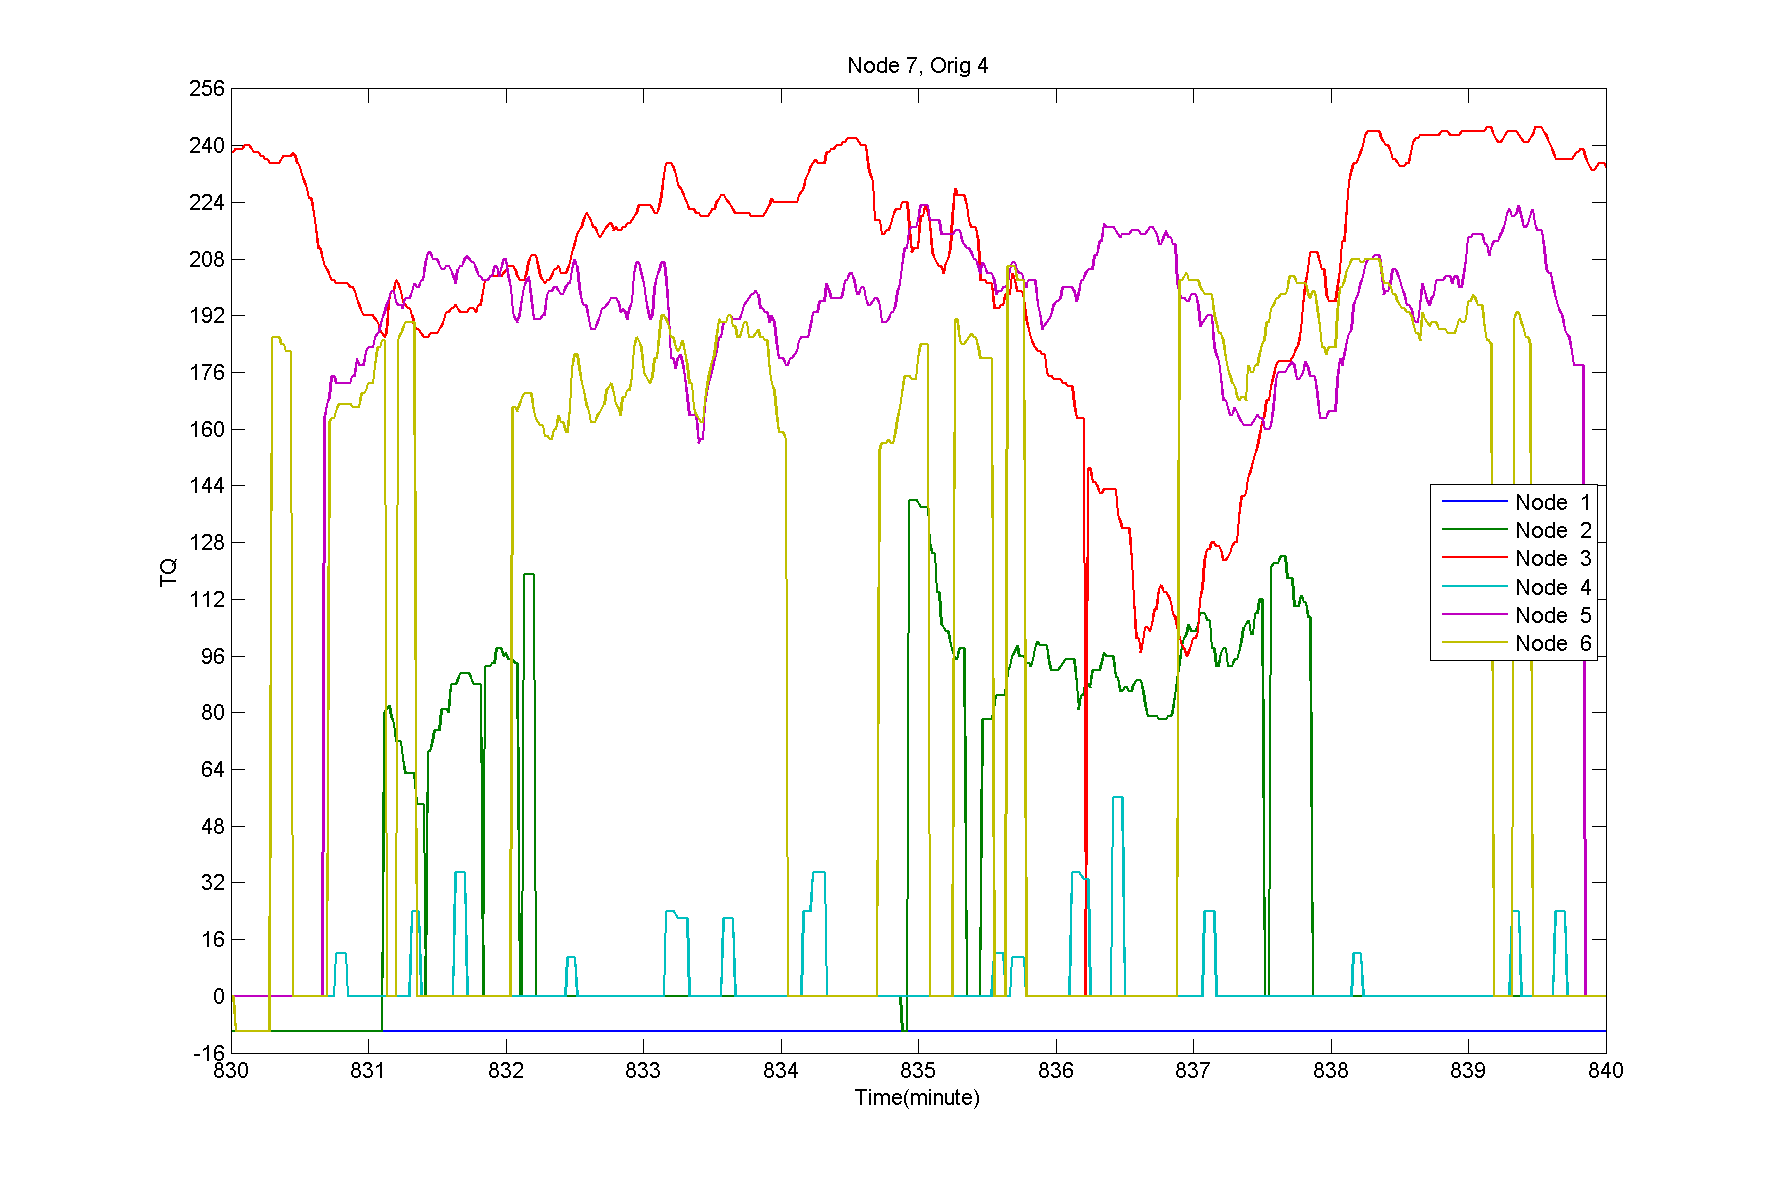 Node 7, Orig 4
256
240
224
208
192
176
160
144
128
112
96
80
64
48
32
16
0
-16
TQ
Node 1
Node 2
Node 3
Node 4
Node 5
Node 6
830 831 832 833 834 835 836 837 838 839 840
Time(minute)